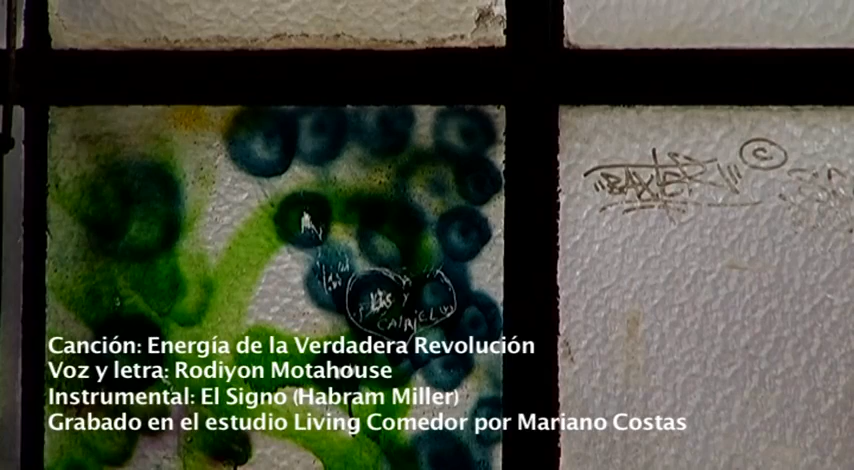 "BAXTER" ©
Canción: Energía de la Verdadera Revolución
Voz y letra: Rodiyon Motahouse
Instrumental: El Signo (Habram Miller)
Grabado en el estudio Living Comedor por Mariano Costas